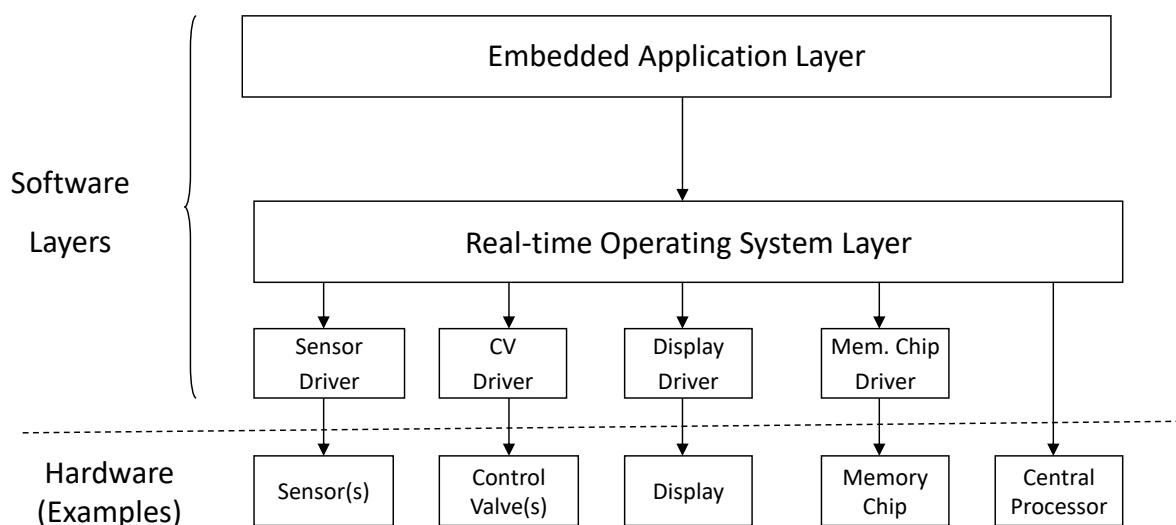 Embedded Application Layer
Software
Layers
Real-time Operating System Layer
Sensor
Driver
CV
Driver
Display
Driver
Mem. Chip
Driver
Hardware
(Examples)
Sensor(s)
Control
Valve(s)
Display
Memory
Chip
Central
Processor